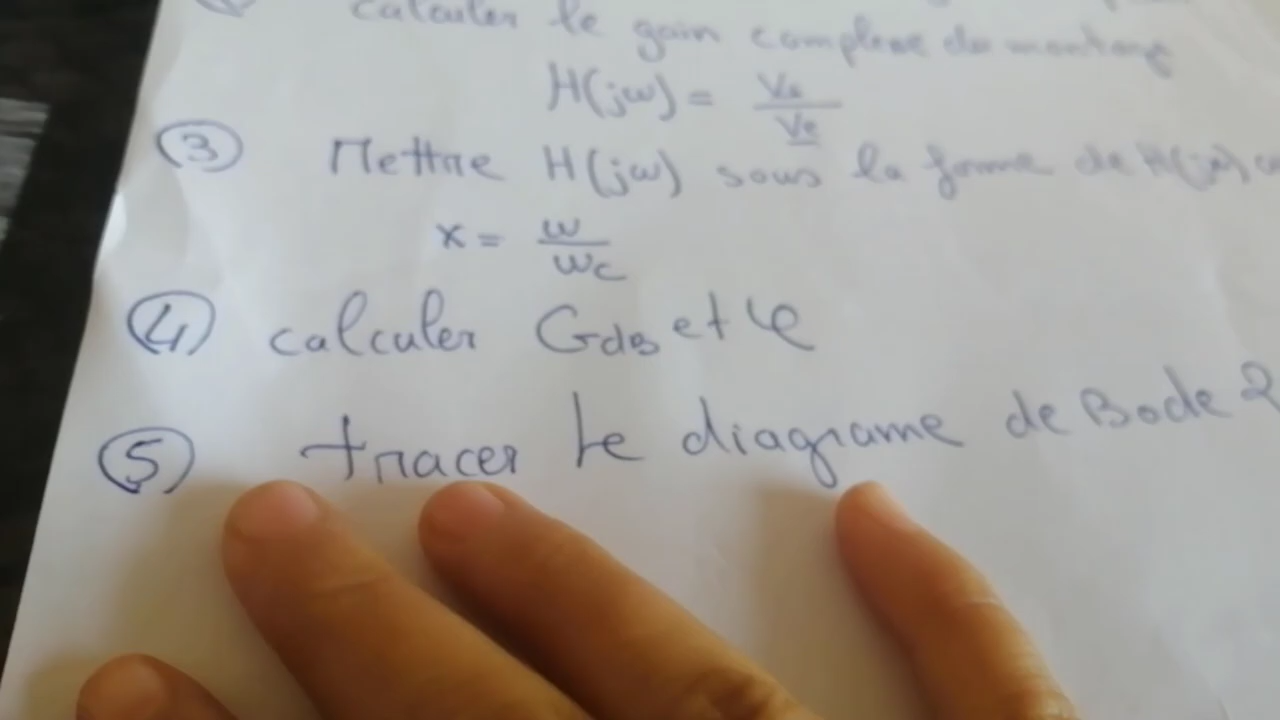 calculer le gain complexe du montage
H(jω) = Vs / Ve
③ Mettre H(jω) sous la forme de H(jx)
x = ω / ωc
④ calculer GdB et φ
⑤ tracer le diagrame de Bode